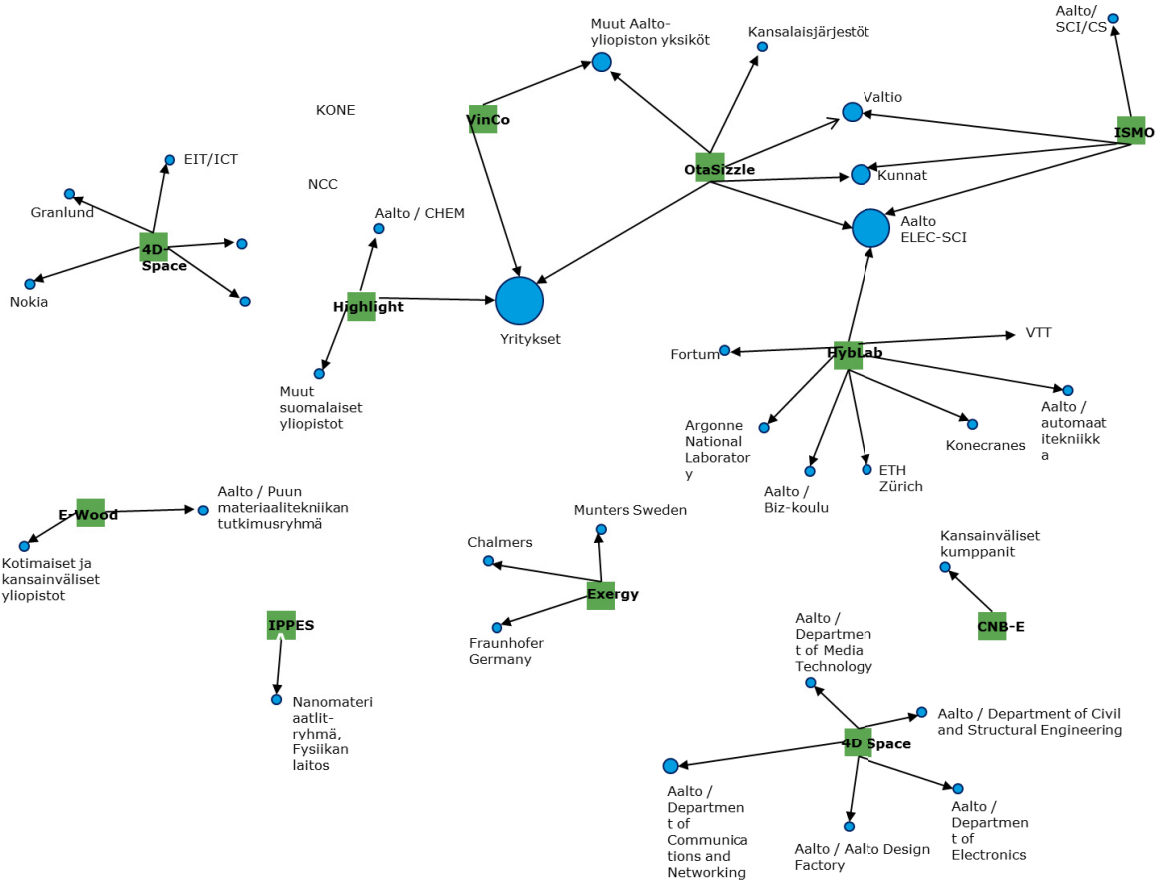 Muut Aalto-
yliopiston yksiköt
Kansalaisjärjestöt
Aalto/
SCI/CS
Valtio
KONE
VinCo
ISMO
EIT/ICT
OtaSizzle
Kunnat
NCC
Granlund
Aalto / CHEM
Aalto
ELEC-SCI
4D-
Space
Nokia
Highlight
Yritykset
VTT
Fortum
HybLab
Muut
suomalaiset
yliopistot
Aalto /
automaat
itekniikk
a
Argonne
National
Laborator
y
Konecranes
ETH
Zürich
Aalto /
Biz-koulu
E-Wood
Aalto / Puun
materiaalitekniikan
tutkimusryhmä
Kotimaiset ja
kansainväliset
yliopistot
Munters Sweden
Chalmers
Exergy
Fraunhofer
Germany
Kansainväliset
kumppanit
CNB-E
IPPES
Nanomateri
aatlit-
ryhmä,
Fysiikan
laitos
Aalto /
Departmen
t of Media
Technology
Aalto / Department of Civil
and Structural Engineering
4D Space
Aalto /
Departmen
t of
Communica
tions and
Networking
Aalto / Aalto Design
Factory
Aalto /
Departmen
t of
Electronics